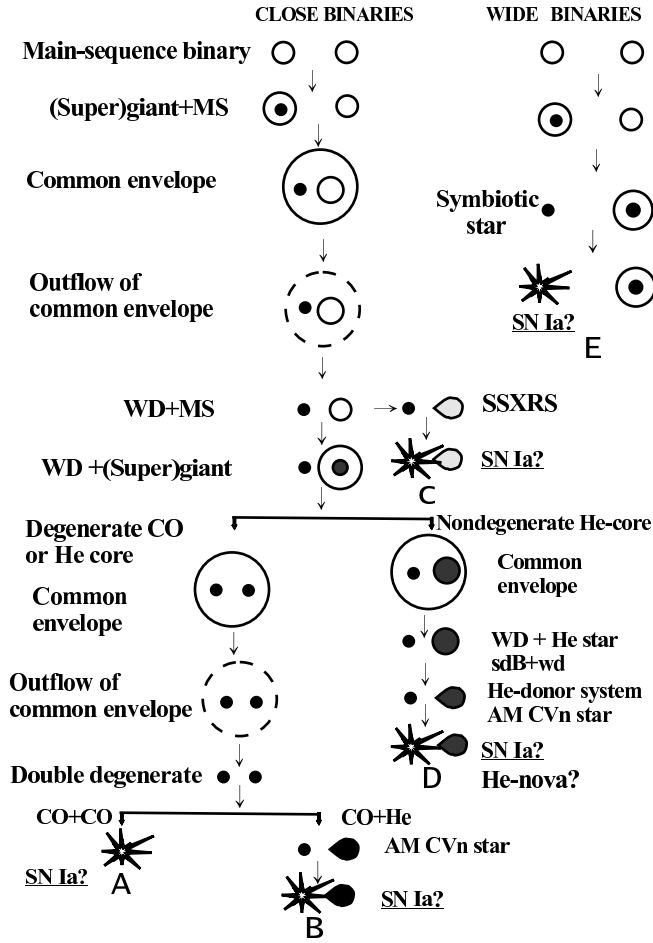 CLOSE BINARIES
WIDE BINARIES
Main-sequence binary
(Super)giant+MS
Common envelope
Symbiotic
star
Outflow of
common envelope
SN Ia?
E
WD+MS
SSXRS
WD +(Super)giant
SN Ia?
C
Degenerate CO
or He core
Nondegenerate He-core
Common
envelope
Common
envelope
WD + He star
sdB+wd
Outflow of
common envelope
He-donor system
AM CVn star
SN Ia?
D
He-nova?
Double degenerate
CO+CO
CO+He
AM CVn star
SN Ia?
A
SN Ia?
B